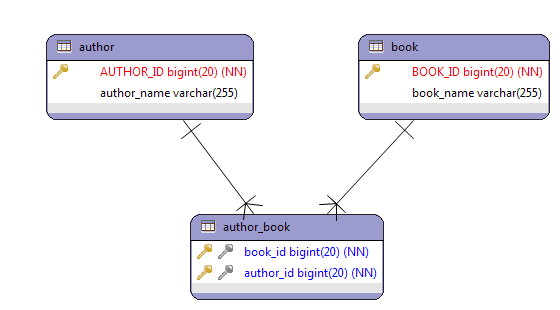 author
AUTHOR_ID bigint(20) (NN)
author_name varchar(255)
book
BOOK_ID bigint(20) (NN)
book_name varchar(255)
author_book
book_id bigint(20) (NN)
author_id bigint(20) (NN)